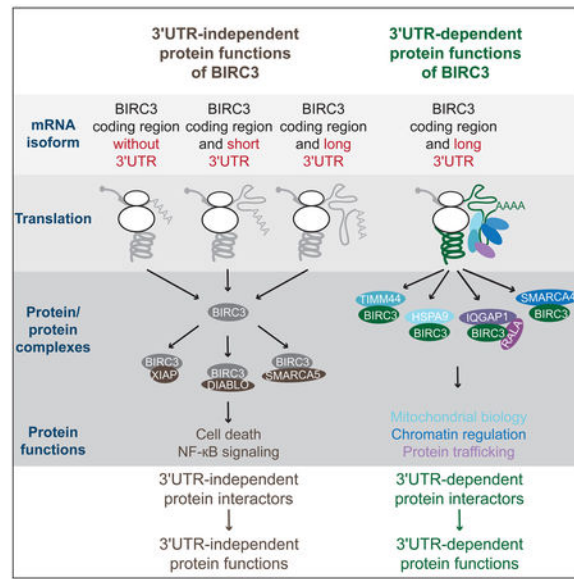 3'UTR-independent
protein functions
of BIRC3
3'UTR-dependent
protein functions
of BIRC3
mRNA
isoform
BIRC3
coding region
without
3'UTR
BIRC3
coding region
and short
3'UTR
BIRC3
coding region
and long
3'UTR
BIRC3
coding region
and long
3'UTR
Translation
AAAA
AAAA
AAAA
AAAA
Protein/
protein
complexes
BIRC3
BIRC3
XIAP
BIRC3
DIABLO
BIRC3
SMARCA5
TIMM44
BIRC3
HSPA9
BIRC3
IQGAP1
BIRC3
RALA
SMARCA4
BIRC3
Protein
functions
Cell death
NF-κB signaling
Mitochondrial biology
Chromatin regulation
Protein trafficking
3'UTR-independent
protein interactors
3'UTR-dependent
protein interactors
3'UTR-independent
protein functions
3'UTR-dependent
protein functions